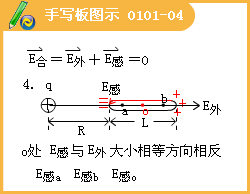 手写板图示 0101-04
E合=E外+E感=0
4. q
E感
a o b E外
R L
o处 E感与E外大小相等方向相反
E感a E感b E感o